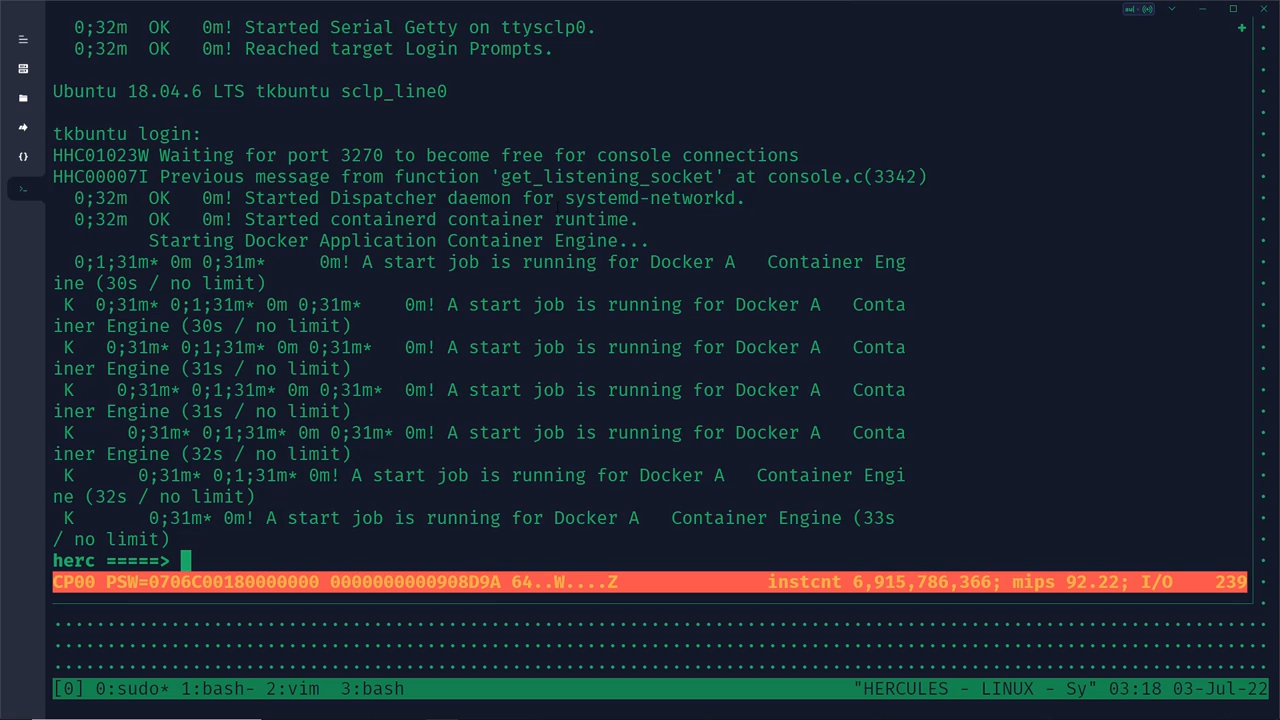 0;32m  OK   0m! Started Serial Getty on ttysclp0.
0;32m  OK   0m! Reached target Login Prompts.
Ubuntu 18.04.6 LTS tkbuntu sclp_line0
tkbuntu login:
HHC01023W Waiting for port 3270 to become free for console connections
HHC00007I Previous message from function 'get_listening_socket' at console.c(3342)
0;32m  OK   0m! Started Dispatcher daemon for systemd-networkd.
0;32m  OK   0m! Started containerd container runtime.
Starting Docker Application Container Engine...
0;1;31m* 0m 0;31m*     0m! A start job is running for Docker A   Container Eng
ine (30s / no limit)
K  0;31m* 0;1;31m* 0m 0;31m*    0m! A start job is running for Docker A   Conta
iner Engine (30s / no limit)
K   0;31m* 0;1;31m* 0m 0;31m*   0m! A start job is running for Docker A   Conta
iner Engine (31s / no limit)
K    0;31m* 0;1;31m* 0m 0;31m*  0m! A start job is running for Docker A   Conta
iner Engine (31s / no limit)
K     0;31m* 0;1;31m* 0m 0;31m* 0m! A start job is running for Docker A   Conta
iner Engine (32s / no limit)
K      0;31m* 0;1;31m* 0m! A start job is running for Docker A   Container Engi
ne (32s / no limit)
K       0;31m* 0m! A start job is running for Docker A   Container Engine (33s
/ no limit)
herc =====>
CP00 PSW=0706C00180000000 0000000000908D9A 64..W....Z              instcnt 6,915,786,366; mips 92.22; I/O    239
[0] 0:sudo* 1:bash- 2:vim  3:bash                                          "HERCULES - LINUX - Sy" 03:18 03-Jul-22